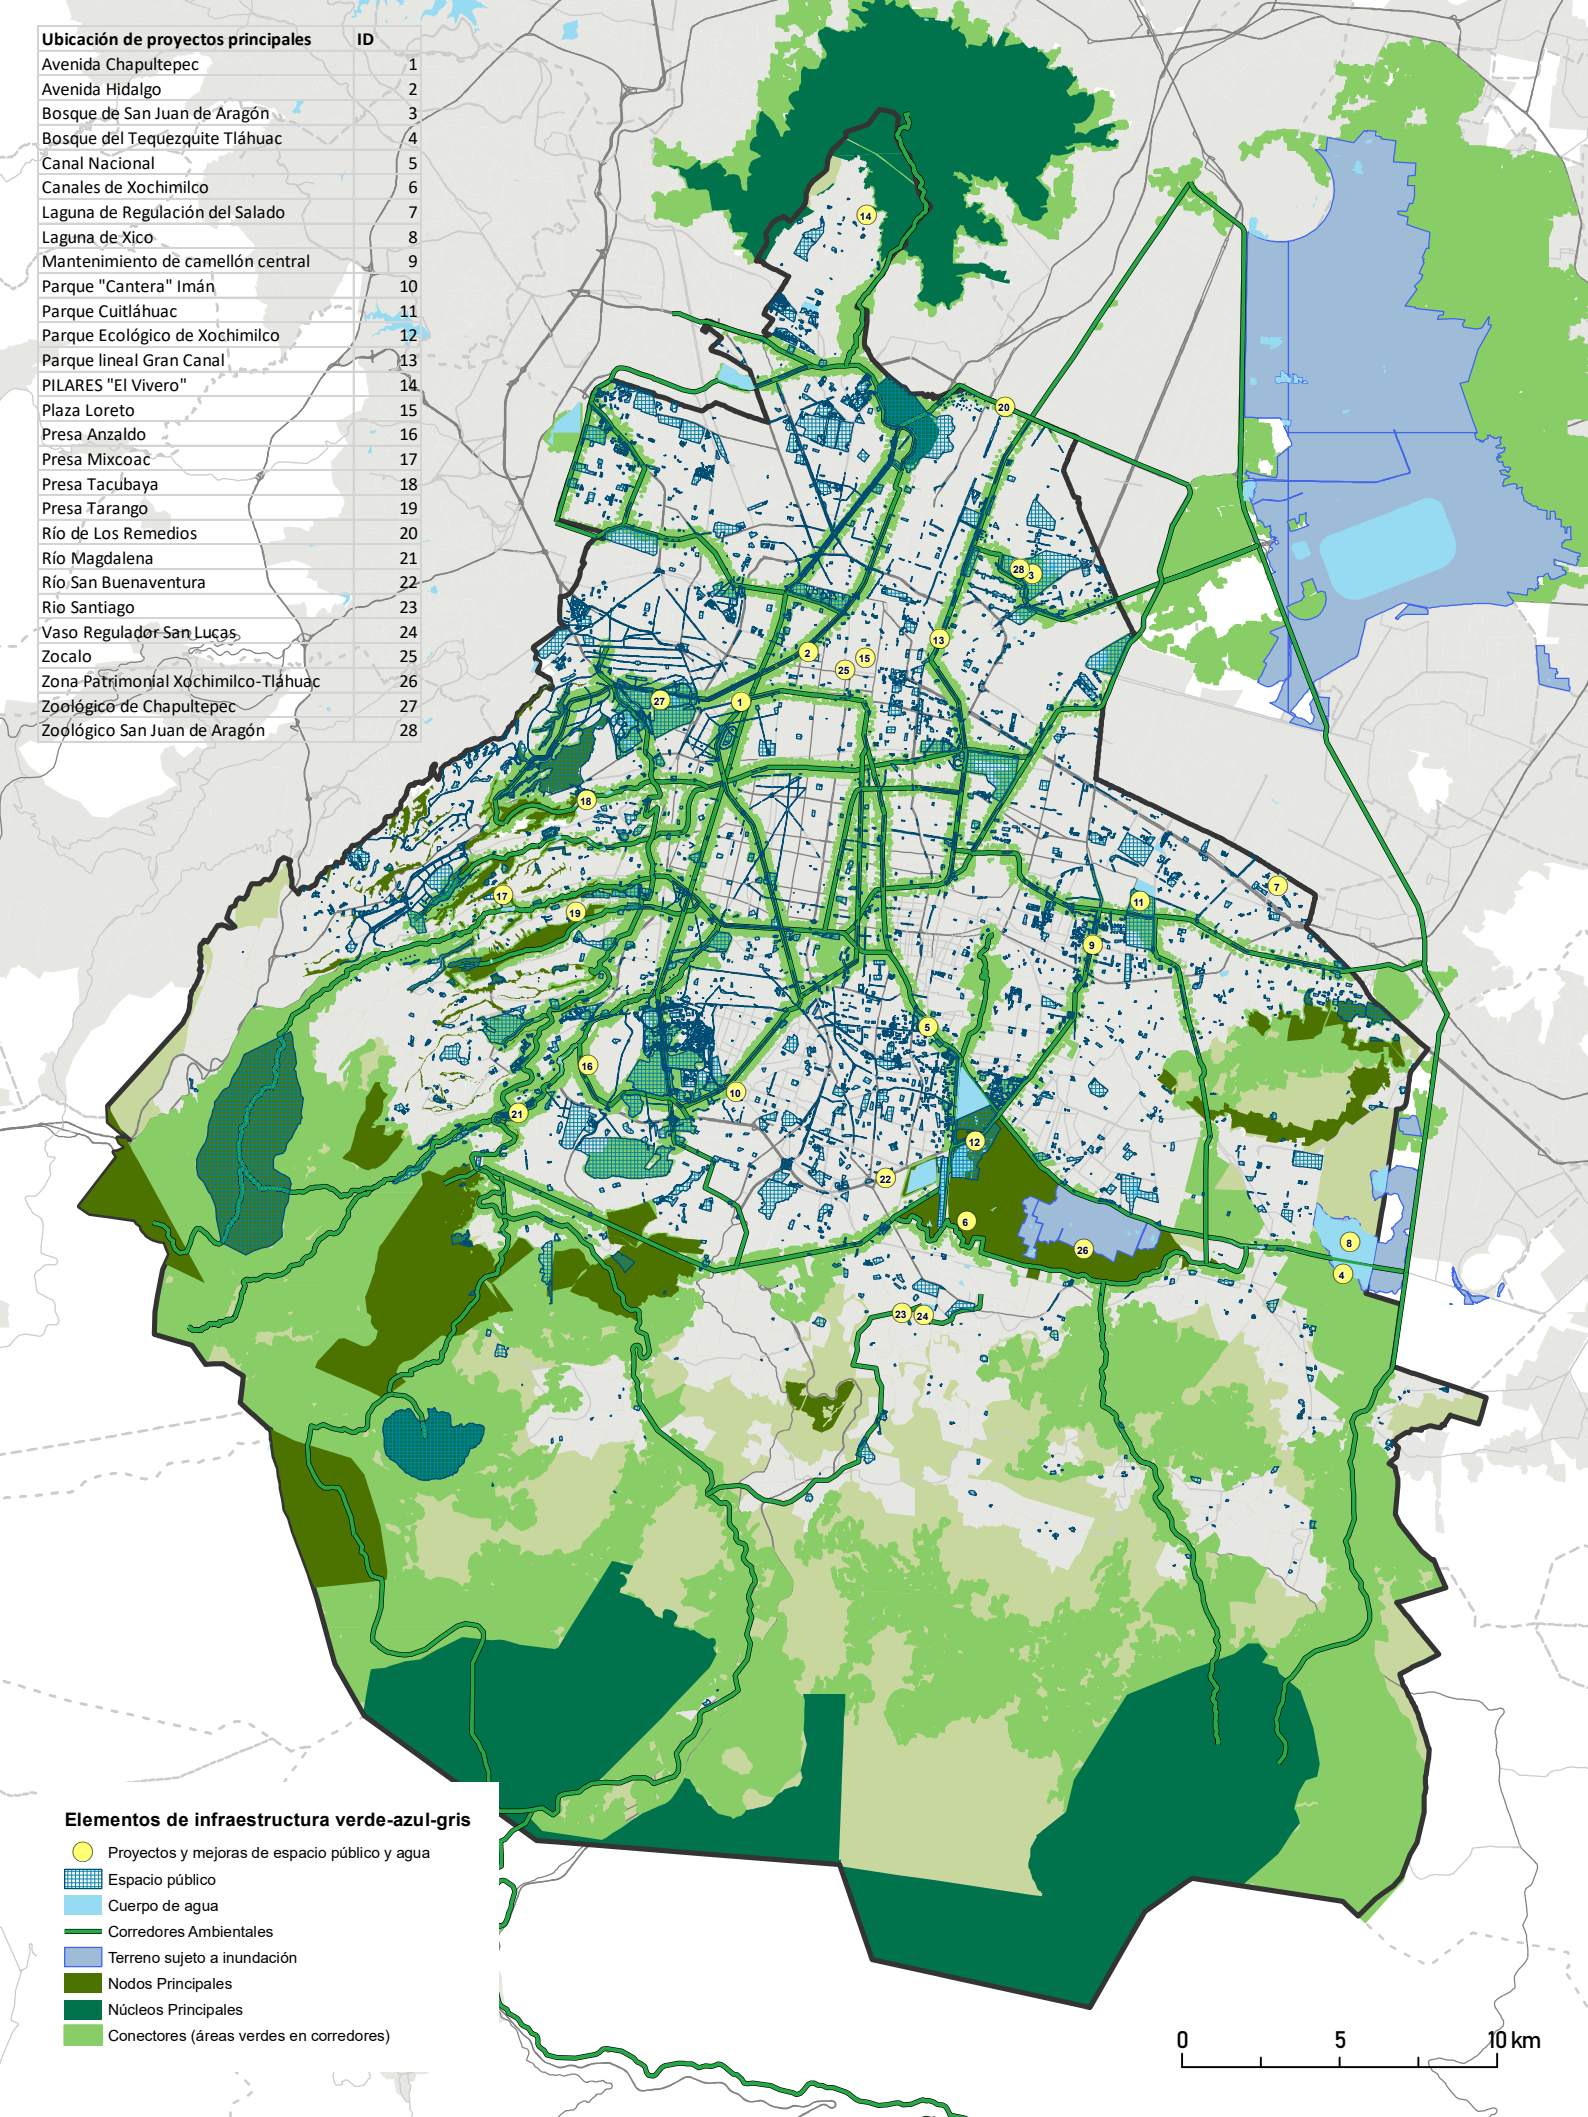 Ubicación de proyectos principales ID
Avenida Chapultepec 1
Avenida Hidalgo 2
Bosque de San Juan de Aragón 3
Bosque del Tequezquite Tláhuac 4
Canal Nacional 5
Canales de Xochimilco 6
Laguna de Regulación del Salado 7
Laguna de Xico 8
Mantenimiento de camellón central 9
Parque "Cantera" Imán 10
Parque Cuitláhuac 11
Parque Ecológico de Xochimilco 12
Parque lineal Gran Canal 13
PILARES "El Vivero" 14
Plaza Loreto 15
Presa Anzaldo 16
Presa Mixcoac 17
Presa Tacubaya 18
Presa Tarango 19
Río de Los Remedios 20
Río Magdalena 21
Río San Buenaventura 22
Rio Santiago 23
Vaso Regulador San Lucas 24
Zocalo 25
Zona Patrimonial Xochimilco-Tláhuac 26
Zoológico de Chapultepec 27
Zoológico San Juan de Aragón 28
14
20
28
3
13
2
15
25
27
1
18
7
17
11
19
9
5
16
10
21
12
22
6
8
26
4
23
24
Elementos de infraestructura verde-azul-gris
Proyectos y mejoras de espacio público y agua
Espacio público
Cuerpo de agua
Corredores Ambientales
Terreno sujeto a inundación
Nodos Principales
Núcleos Principales
Conectores (áreas verdes en corredores)
0 5 10 km